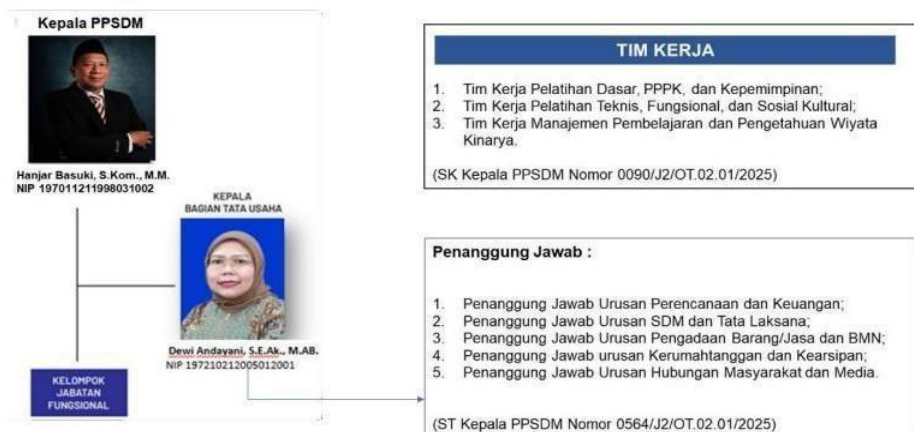 Kepala PPSDM
Hanjar Basuki, S.Kom., M.M.
NIP 197011211998031002
KEPALA
BAGIAN TATA USAHA
Dewi Andayani, S.E.Ak., M.AB.
NIP 197210212005012001
KELOMPOK
JABATAN
FUNGSIONAL
TIM KERJA
1. Tim Kerja Pelatihan Dasar, PPPK, dan Kepemimpinan;
2. Tim Kerja Pelatihan Teknis, Fungsional, dan Sosial Kultural;
3. Tim Kerja Manajemen Pembelajaran dan Pengetahuan Wiyata
Kinarya.
(SK Kepala PPSDM Nomor 0090/J2/OT.02.01/2025)
Penanggung Jawab :
1. Penanggung Jawab Urusan Perencanaan dan Keuangan;
2. Penanggung Jawab Urusan SDM dan Tata Laksana;
3. Penanggung Jawab Urusan Pengadaan Barang/Jasa dan BMN;
4. Penanggung Jawab urusan Kerumahtanggan dan Kearsipan;
5. Penanggung Jawab Urusan Hubungan Masyarakat dan Media.
(ST Kepala PPSDM Nomor 0564/J2/OT.02.01/2025)